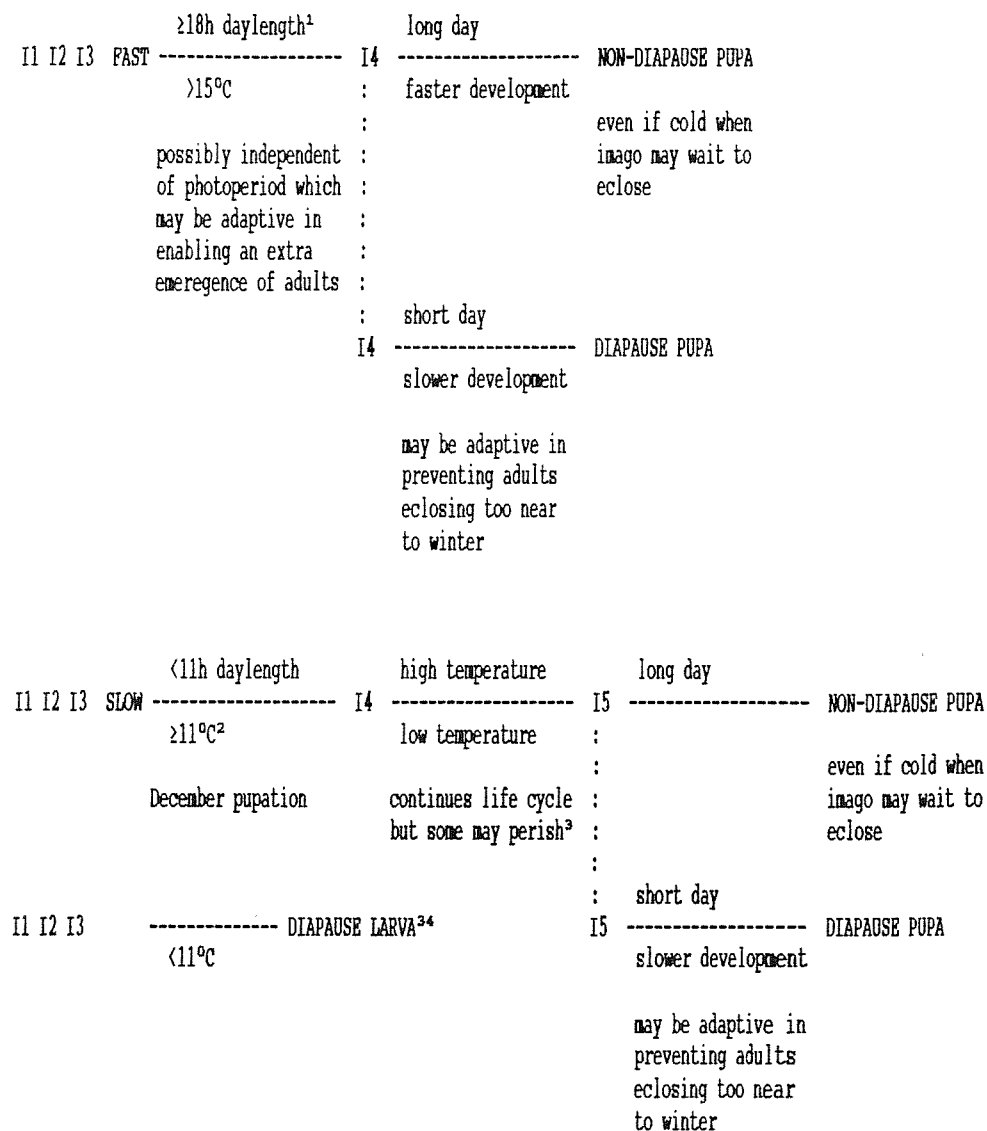 ≥18h daylength¹ long day
I1 I2 I3 FAST -------------------- I4 -------------------- NON-DIAPAUSE PUPA
>15⁰C : faster development
: even if cold when
possibly independent : imago may wait to
of photoperiod which : eclose
may be adaptive in :
enabling an extra :
emeregence of adults :
: short day
I4 -------------------- DIAPAUSE PUPA
slower development
may be adaptive in
preventing adults
eclosing too near
to winter
<11h daylength high temperature long day
I1 I2 I3 SLOW -------------------- I4 -------------------- I5 -------------------- NON-DIAPAUSE PUPA
≥11⁰C² low temperature :
: even if cold when
December pupation continues life cycle : imago may wait to
but some may perish³ : eclose
:
: short day
I1 I2 I3 -------------- DIAPAUSE LARVA³⁴ I5 -------------------- DIAPAUSE PUPA
<11⁰C slower development
may be adaptive in
preventing adults
eclosing too near
to winter